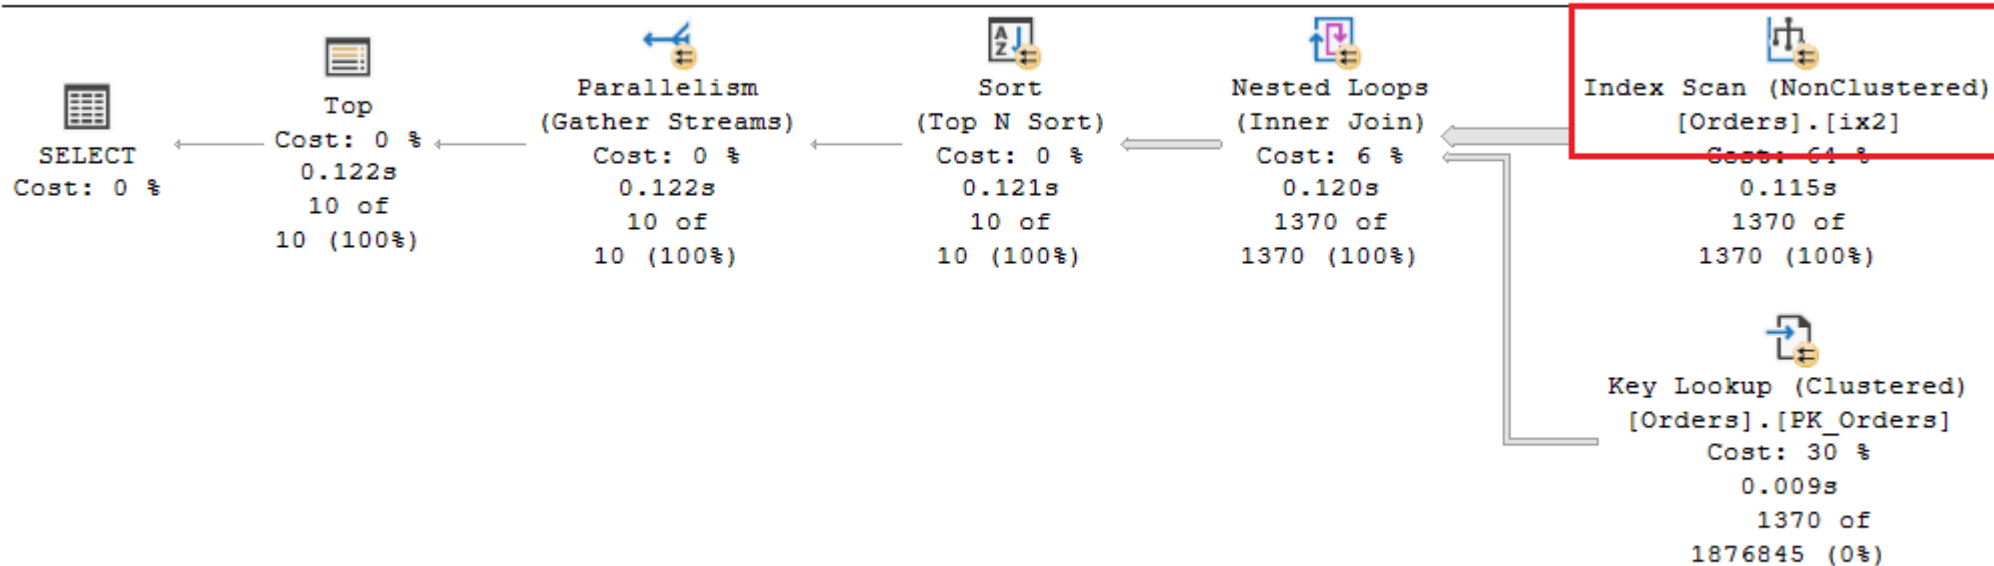 SELECT
Cost: 0 %
Top
Cost: 0 %
0.122s
10 of
10 (100%)
Parallelism
(Gather Streams)
Cost: 0 %
0.122s
10 of
10 (100%)
Sort
(Top N Sort)
Cost: 0 %
0.121s
10 of
10 (100%)
Nested Loops
(Inner Join)
Cost: 6 %
0.120s
1370 of
1370 (100%)
Index Scan (NonClustered)
[Orders].[ix2]
Cost: 64 %
0.115s
1370 of
1370 (100%)
Key Lookup (Clustered)
[Orders].[PK_Orders]
Cost: 30 %
0.009s
1370 of
1876845 (0%)